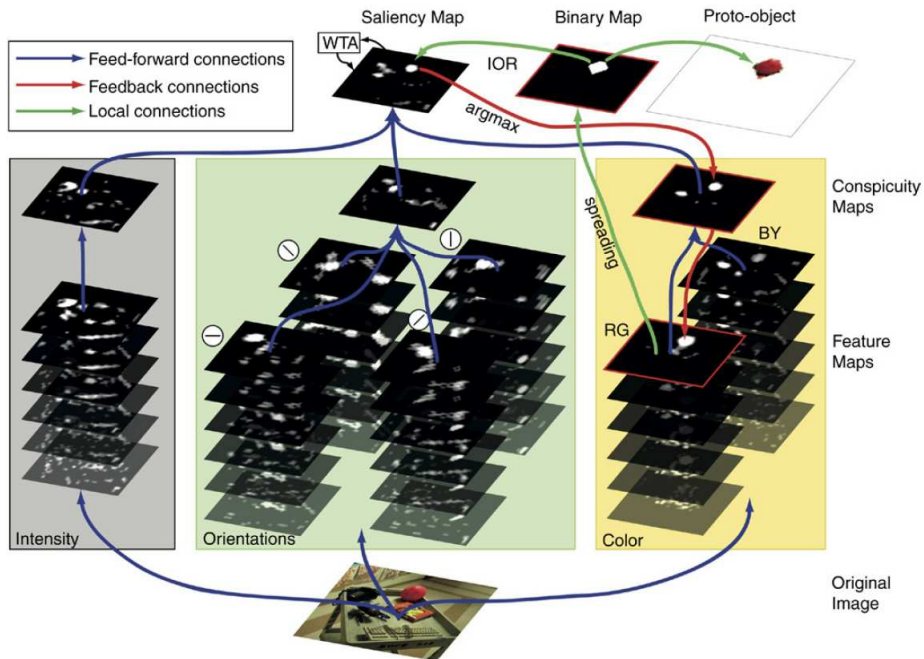 Saliency Map
Binary Map
Proto-object
Feed-forward connections
Feedback connections
Local connections
WTA
IOR
argmax
spreading
Conspicuity
Maps
BY
RG
Feature
Maps
Intensity
Orientations
Color
Original
Image